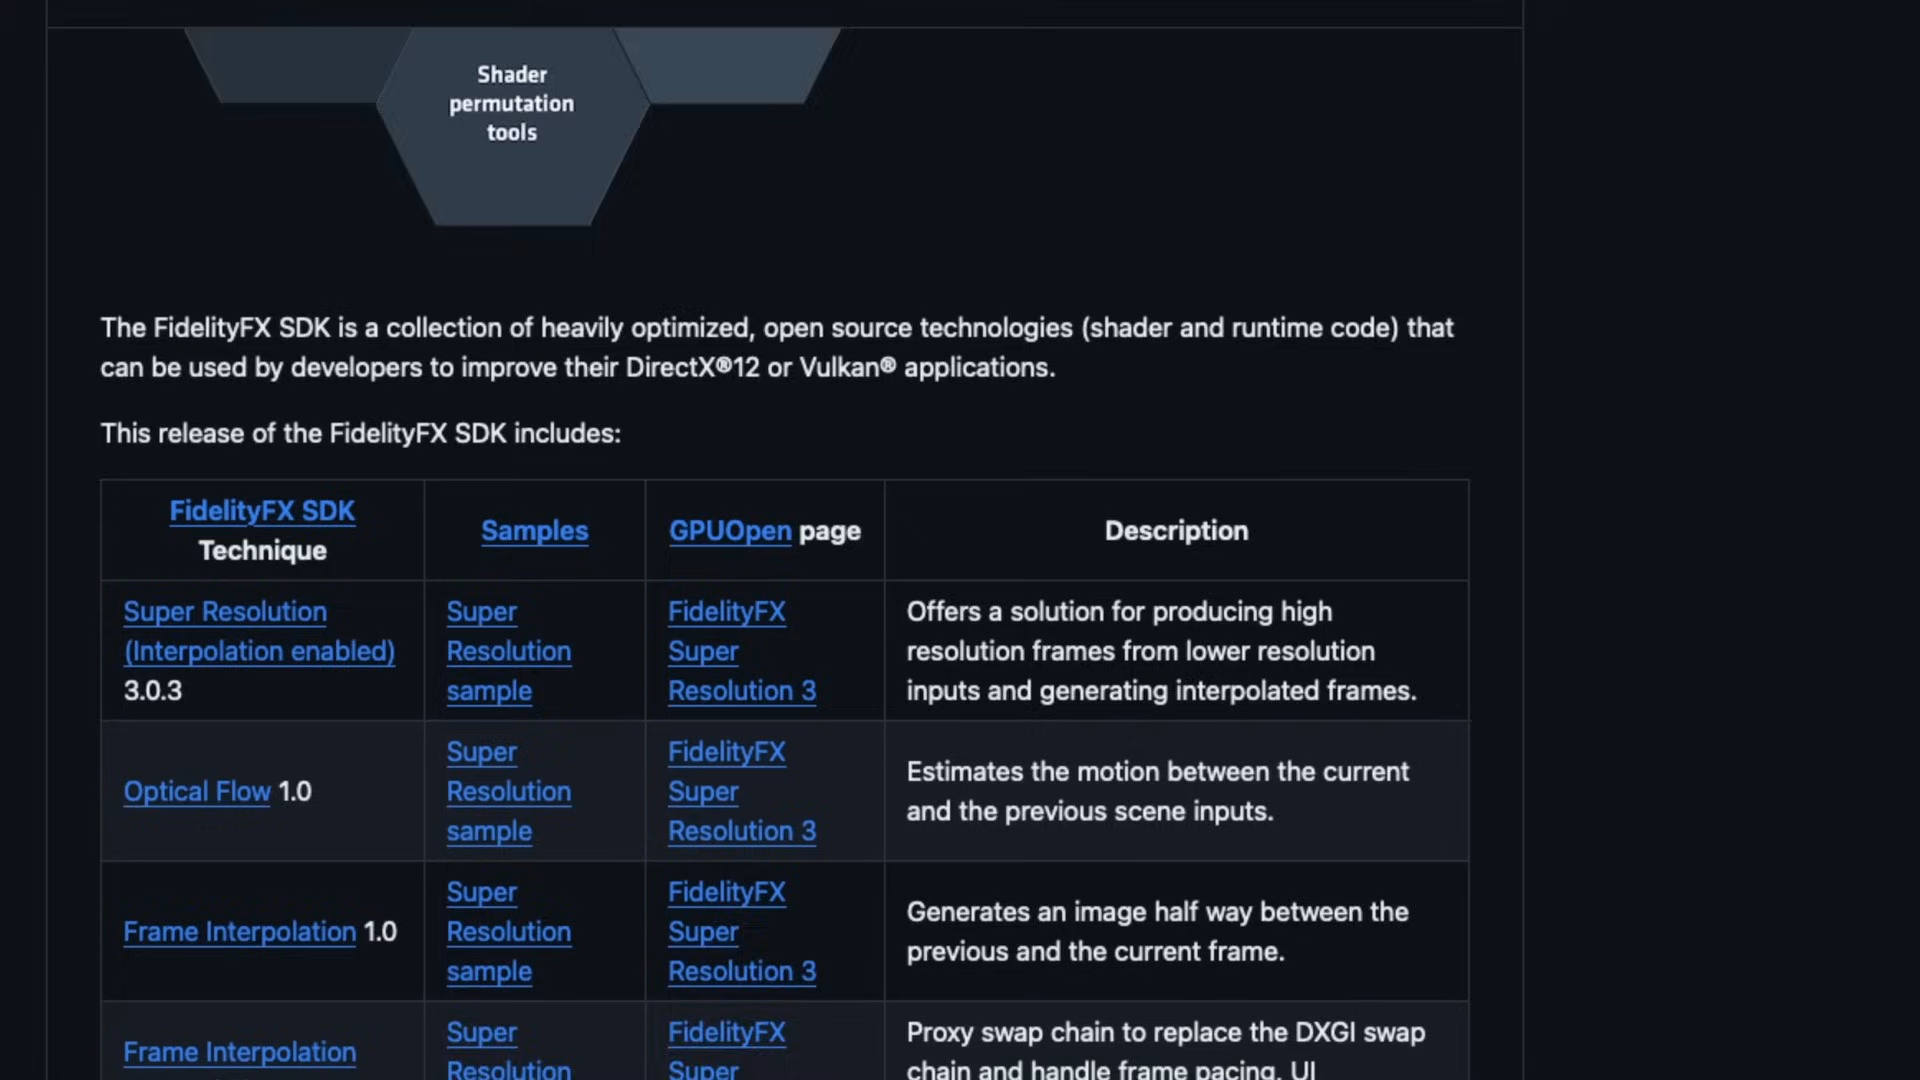 Shader
permutation
tools
The FidelityFX SDK is a collection of heavily optimized, open source technologies (shader and runtime code) that
can be used by developers to improve their DirectX®12 or Vulkan® applications.
This release of the FidelityFX SDK includes:
FidelityFX SDK
Technique
Samples
GPUOpen page
Description
Super Resolution
(Interpolation enabled)
3.0.3
Super
Resolution
sample
FidelityFX
Super
Resolution 3
Offers a solution for producing high
resolution frames from lower resolution
inputs and generating interpolated frames.
Optical Flow 1.0
Super
Resolution
sample
FidelityFX
Super
Resolution 3
Estimates the motion between the current
and the previous scene inputs.
Frame Interpolation 1.0
Super
Resolution
sample
FidelityFX
Super
Resolution 3
Generates an image half way between the
previous and the current frame.
Frame Interpolation
Super
Resolution
FidelityFX
Super
Proxy swap chain to replace the DXGI swap
chain and handle frame pacing, UI